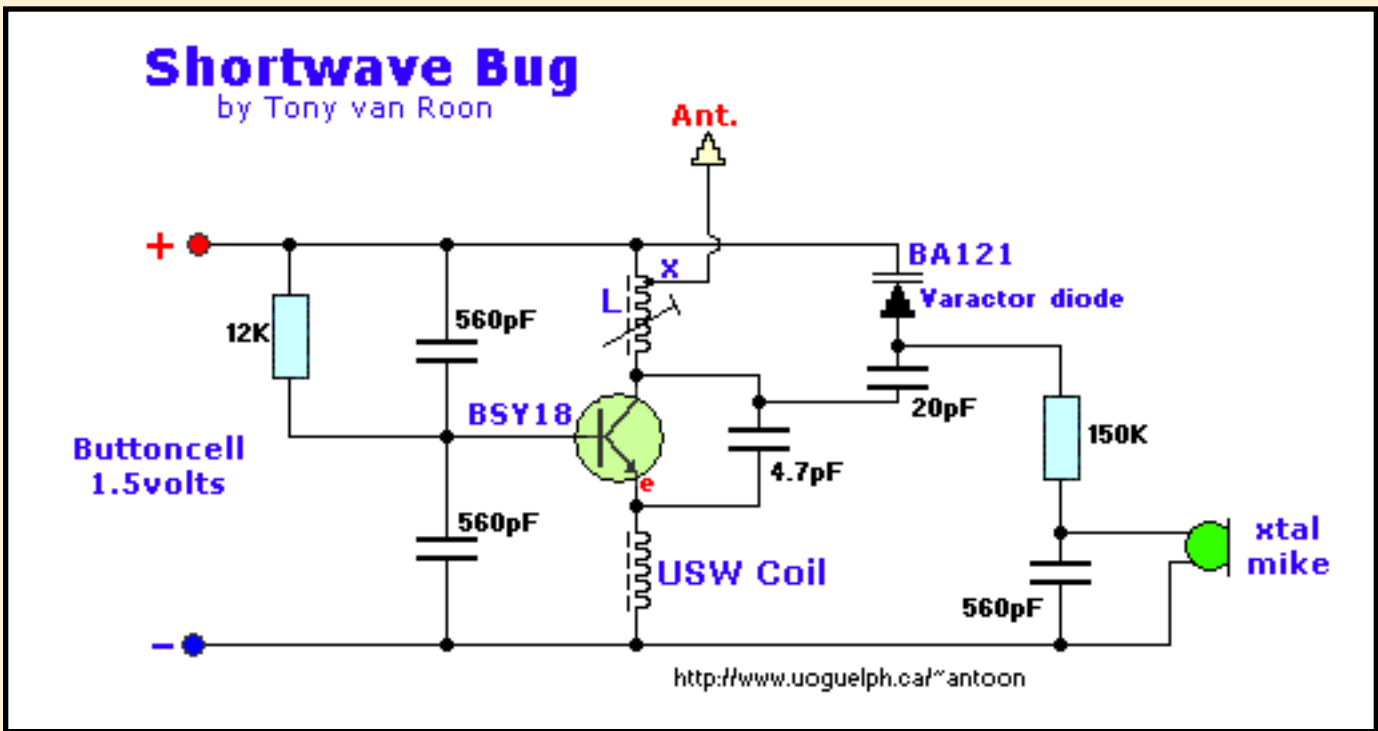 Shortwave Bug
by Tony van Roon
Ant.
+
X
BA121
Varactor diode
L
560pF
12K
BSY18
20pF
150K
Buttoncell
1.5volts
4.7pF
e
560pF
xtal
mike
USW Coil
560pF
-
http://www.uoguelph.ca/~antoon